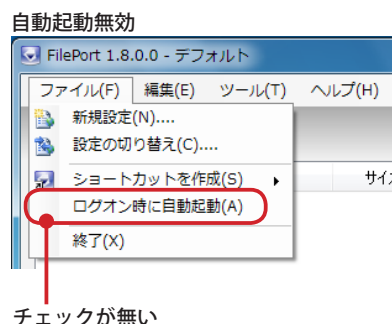 自動起動無効
FilePort 1.8.0.0 - デフォルト
ファイル(F) 編集(E) ツール(T) ヘルプ(H)
新規設定(N)....
設定の切り替え(C)....
ショートカットを作成(S)
サイズ
ログオン時に自動起動(A)
終了(X)
チェックが無い